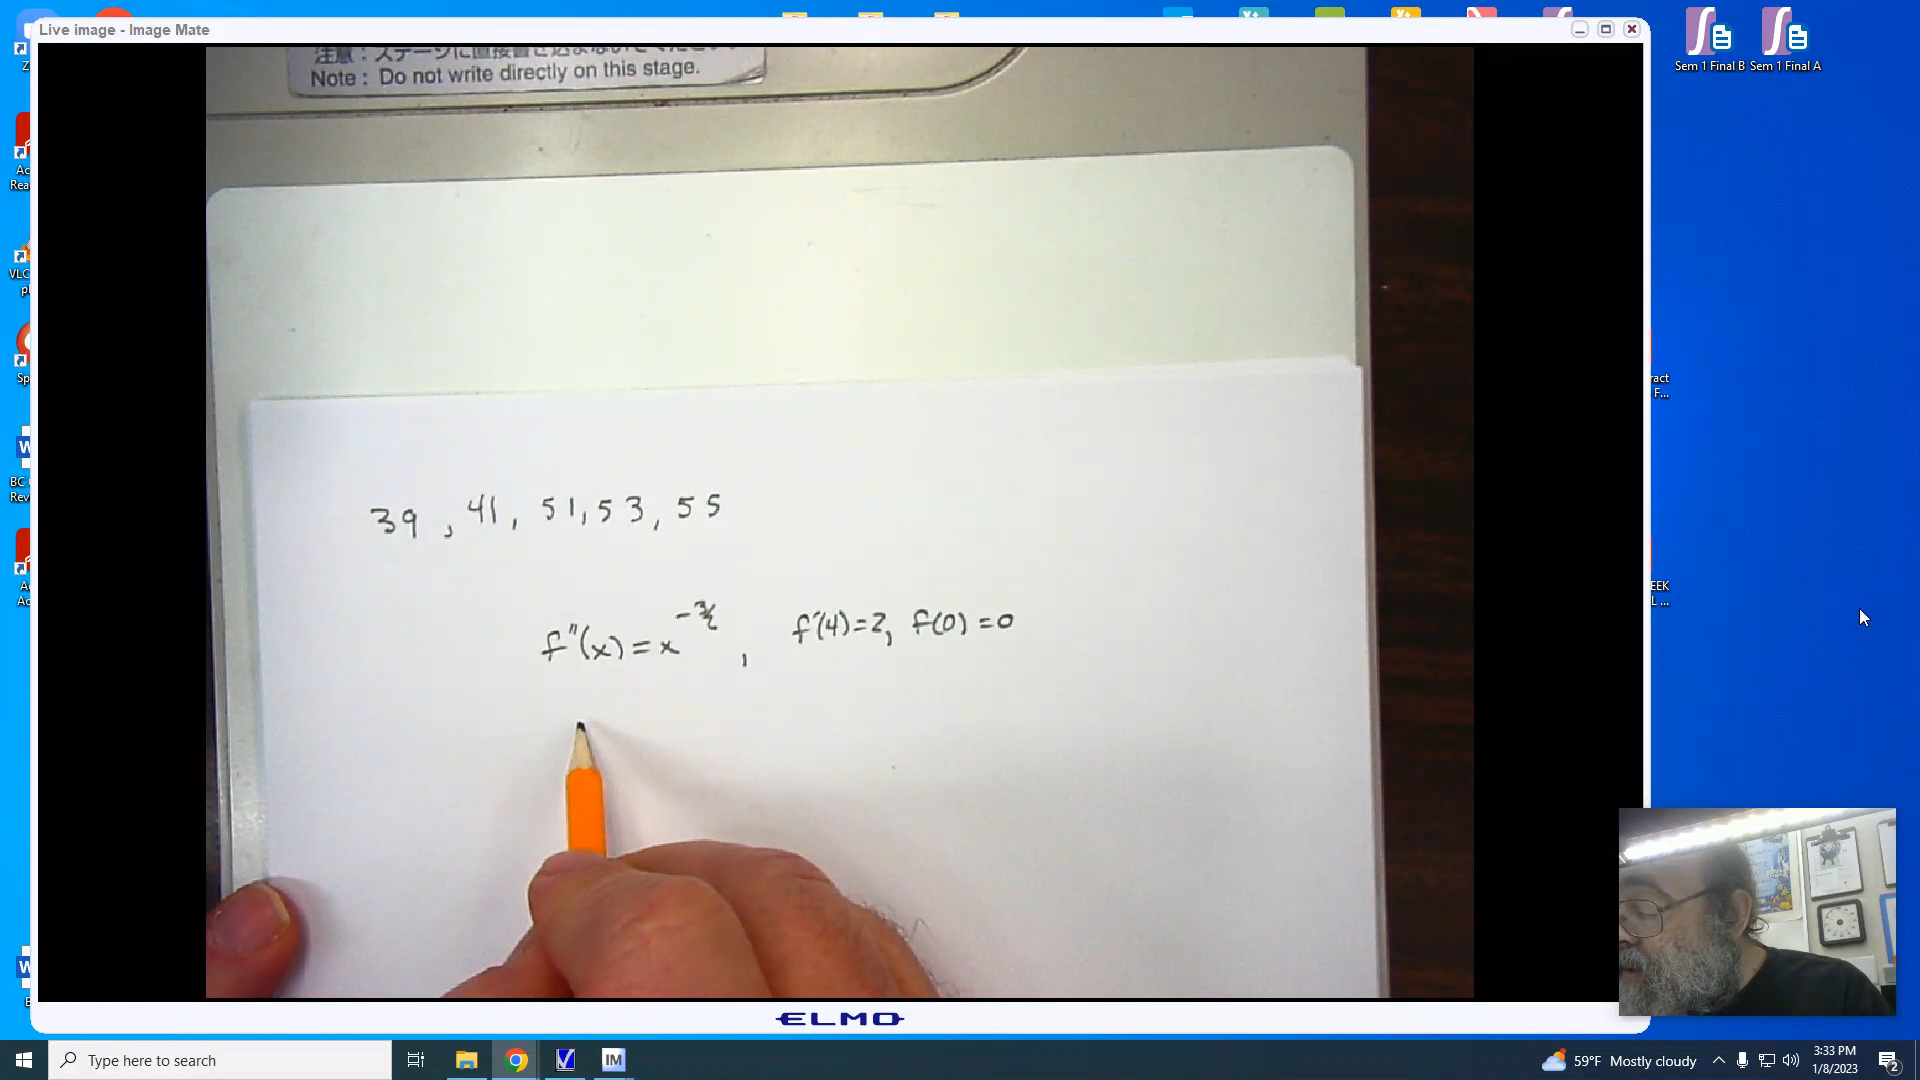 Live image - Image Mate
Sem 1 Final B Sem 1 Final A
Note : Do not write directly on this stage.
39 , 41 , 51 , 53 , 55
f''(x) = x^{-3/2} , f'(4)=2, f(0) = 0
ELMO
Type here to search
IM
59°F Mostly cloudy
3:33 PM
1/8/2023
2